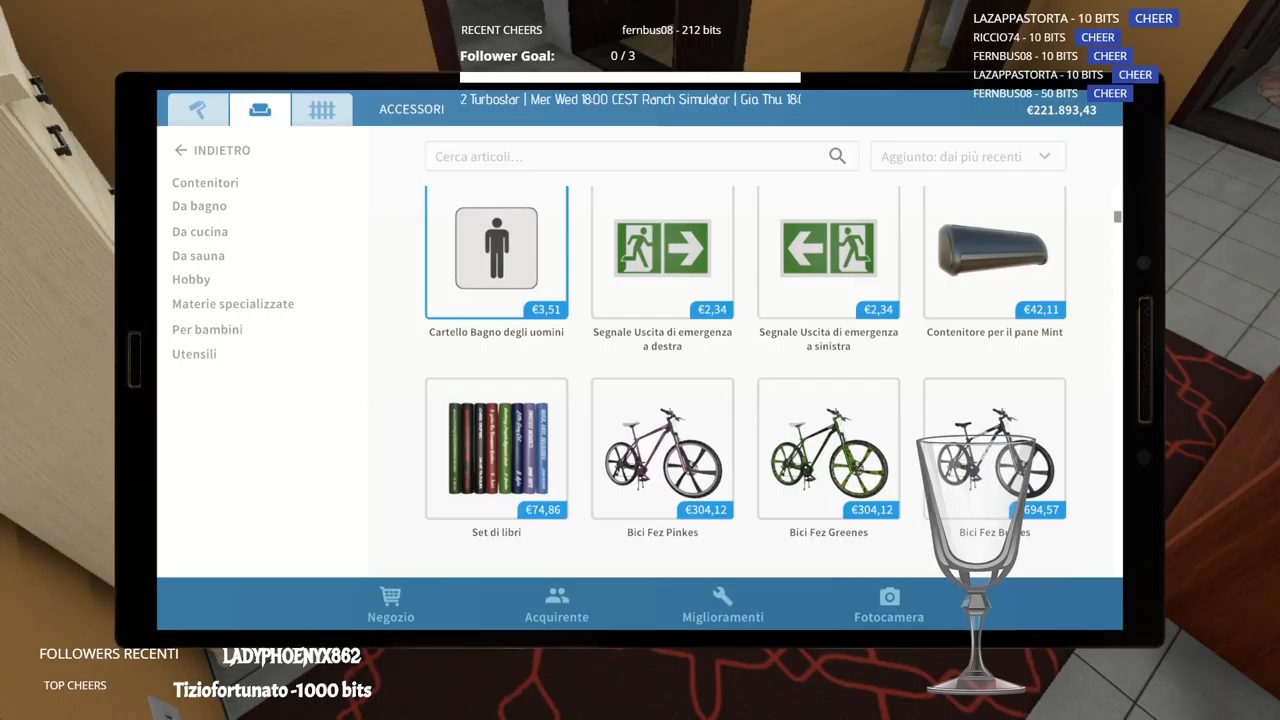 RECENT CHEERS
fernbus08 - 212 bits
Follower Goal:
0 / 3
LAZAPPASTORTA - 10 BITS CHEER
RICCIO74 - 10 BITS CHEER
FERNBUS08 - 10 BITS CHEER
LAZAPPASTORTA - 10 BITS CHEER
FERNBUS08 - 50 BITS CHEER
ACCESSORI
2 Turbostar | Mer Wed 18:00 CEST Ranch Simulator | Gio. Thu. 18:0
€221.893,43
INDIETRO
Contenitori
Da bagno
Da cucina
Da sauna
Hobby
Materie specializzate
Per bambini
Utensili
Cerca articoli...
Aggiunto: dai più recenti
€3,51
€2,34
€2,34
€42,11
Cartello Bagno degli uomini
Segnale Uscita di emergenza
a destra
Segnale Uscita di emergenza
a sinistra
Contenitore per il pane Mint
€74,86
€304,12
€304,12
€694,57
Set di libri
Bici Fez Pinkes
Bici Fez Greenes
Bici Fez
Negozio
Acquirente
Miglioramenti
Fotocamera
FOLLOWERS RECENTI
LADYPHOENYX862
TOP CHEERS
Tiziofortunato -1000 bits